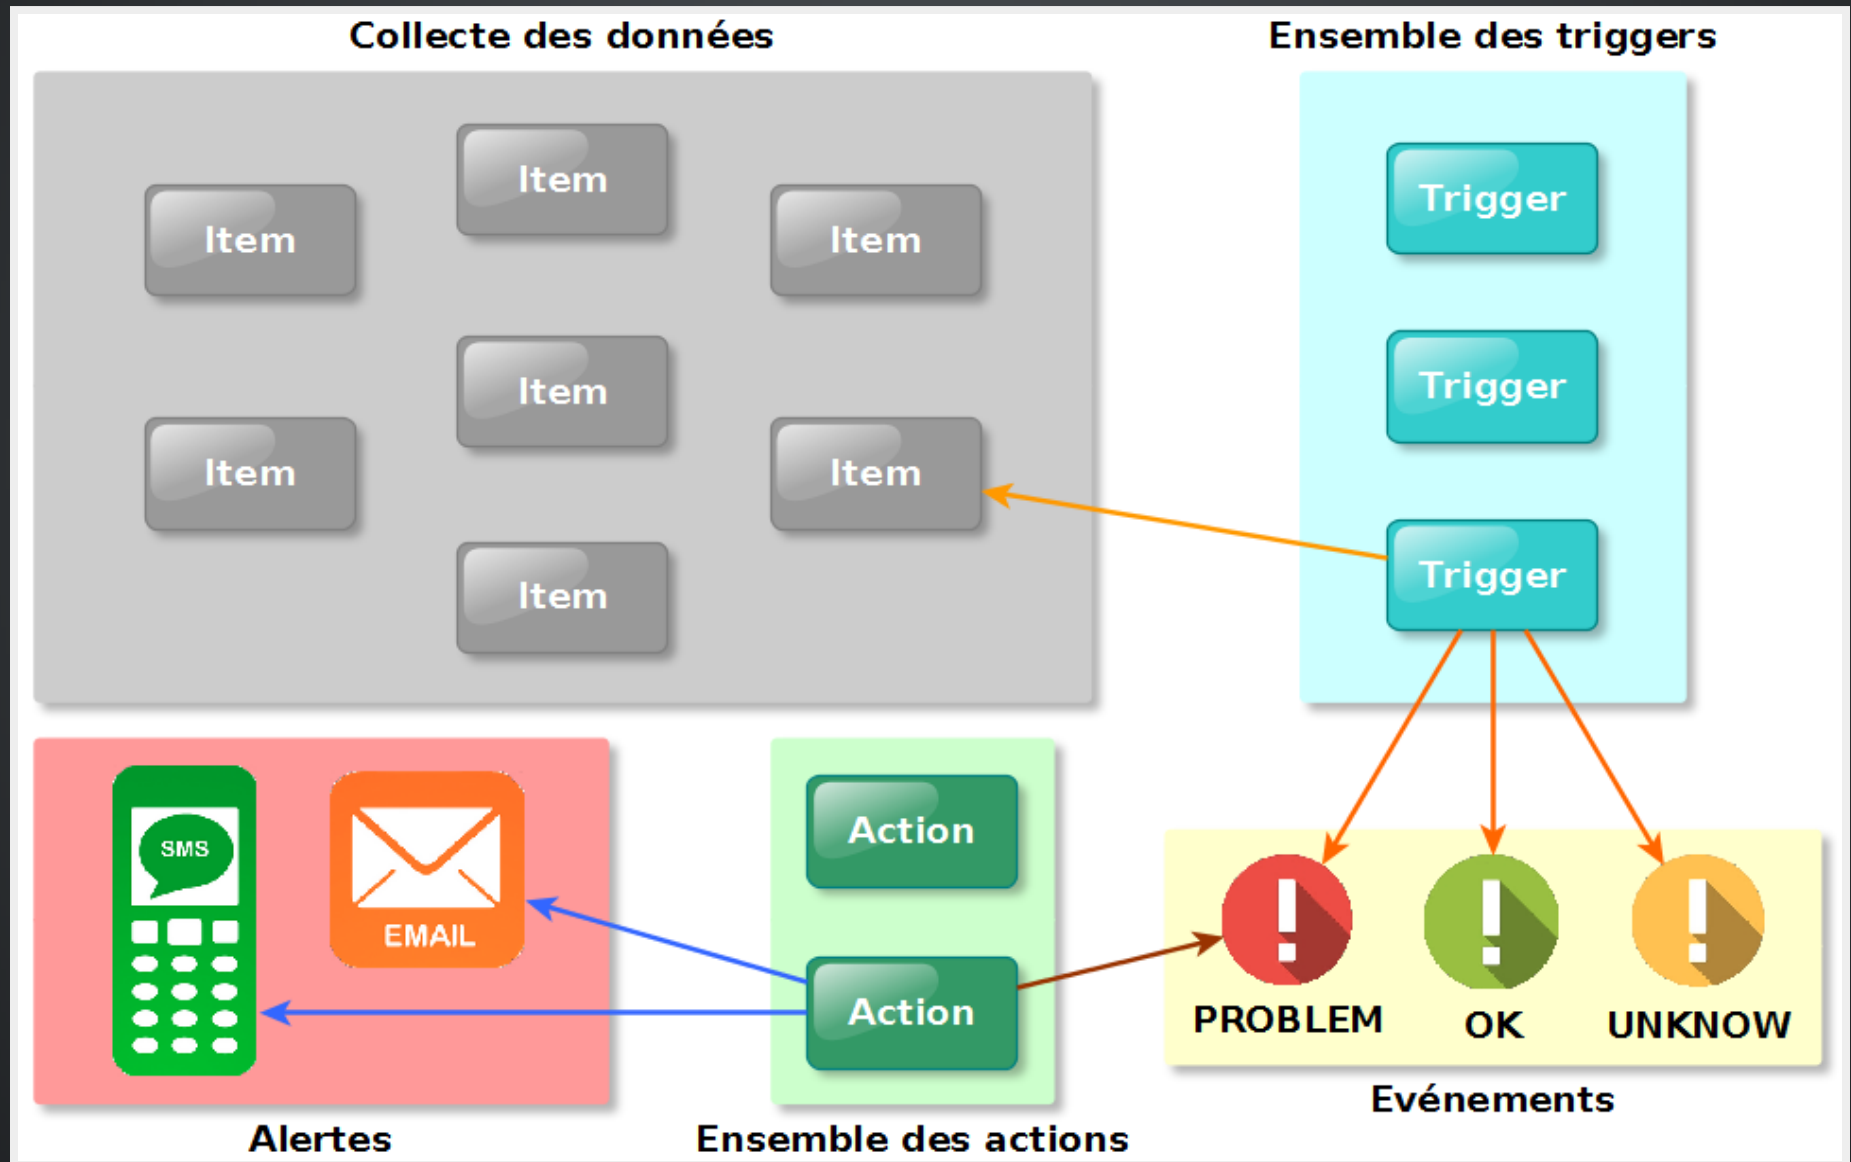 Collecte des données
Ensemble des triggers
Item
Item
Item
Item
Item
Item
Item
Trigger
Trigger
Trigger
SMS
EMAIL
Action
Action
PROBLEM
OK
UNKNOW
Evénements
Alertes
Ensemble des actions